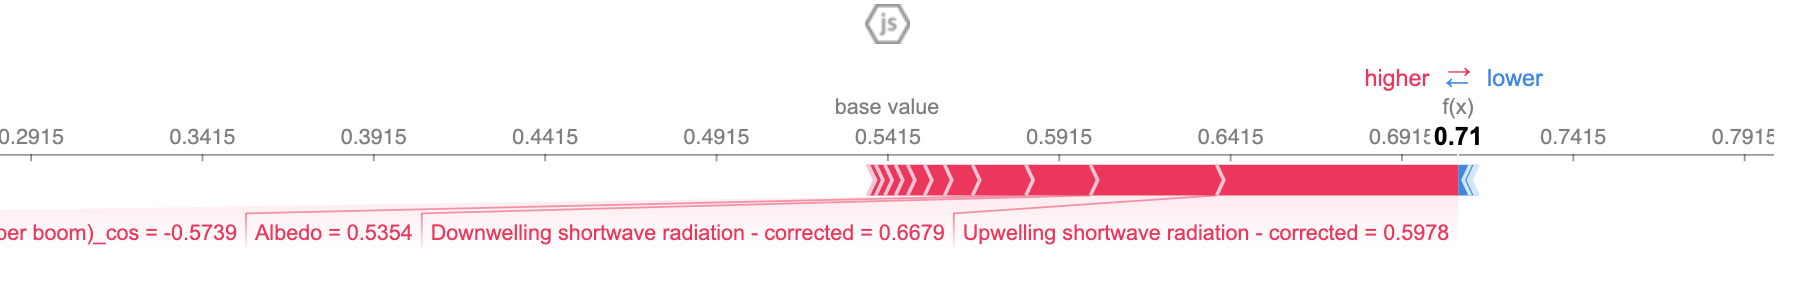 js
higher lower
base value f(x)
0.2915 0.3415 0.3915 0.4415 0.4915 0.5415 0.5915 0.6415 0.6915 0.71 0.7415 0.7915
per boom)_cos = -0.5739 Albedo = 0.5354 Downwelling shortwave radiation - corrected = 0.6679 Upwelling shortwave radiation - corrected = 0.5978